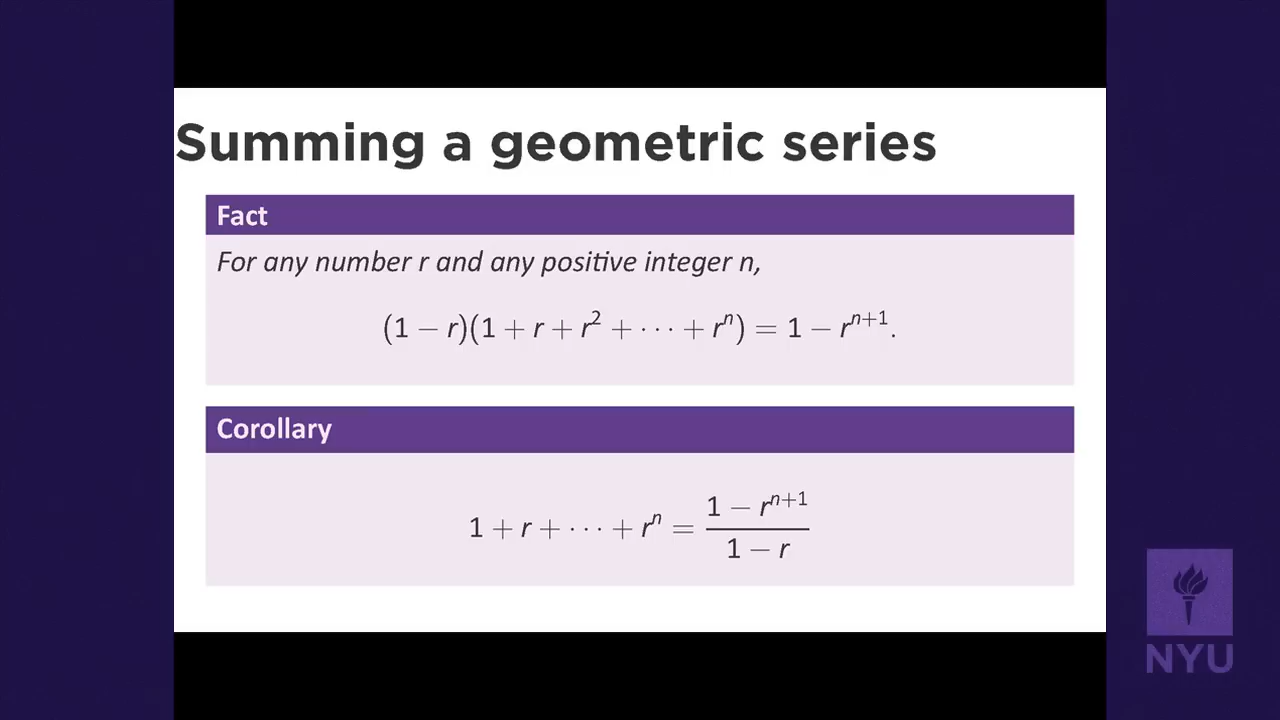 Summing a geometric series
Fact
For any number r and any positive integer n,
(1 − r)(1 + r + r² + ··· + rⁿ) = 1 − rⁿ⁺¹.
Corollary
1 + r + ··· + rⁿ = (1 − rⁿ⁺¹)/(1 − r)
NYU